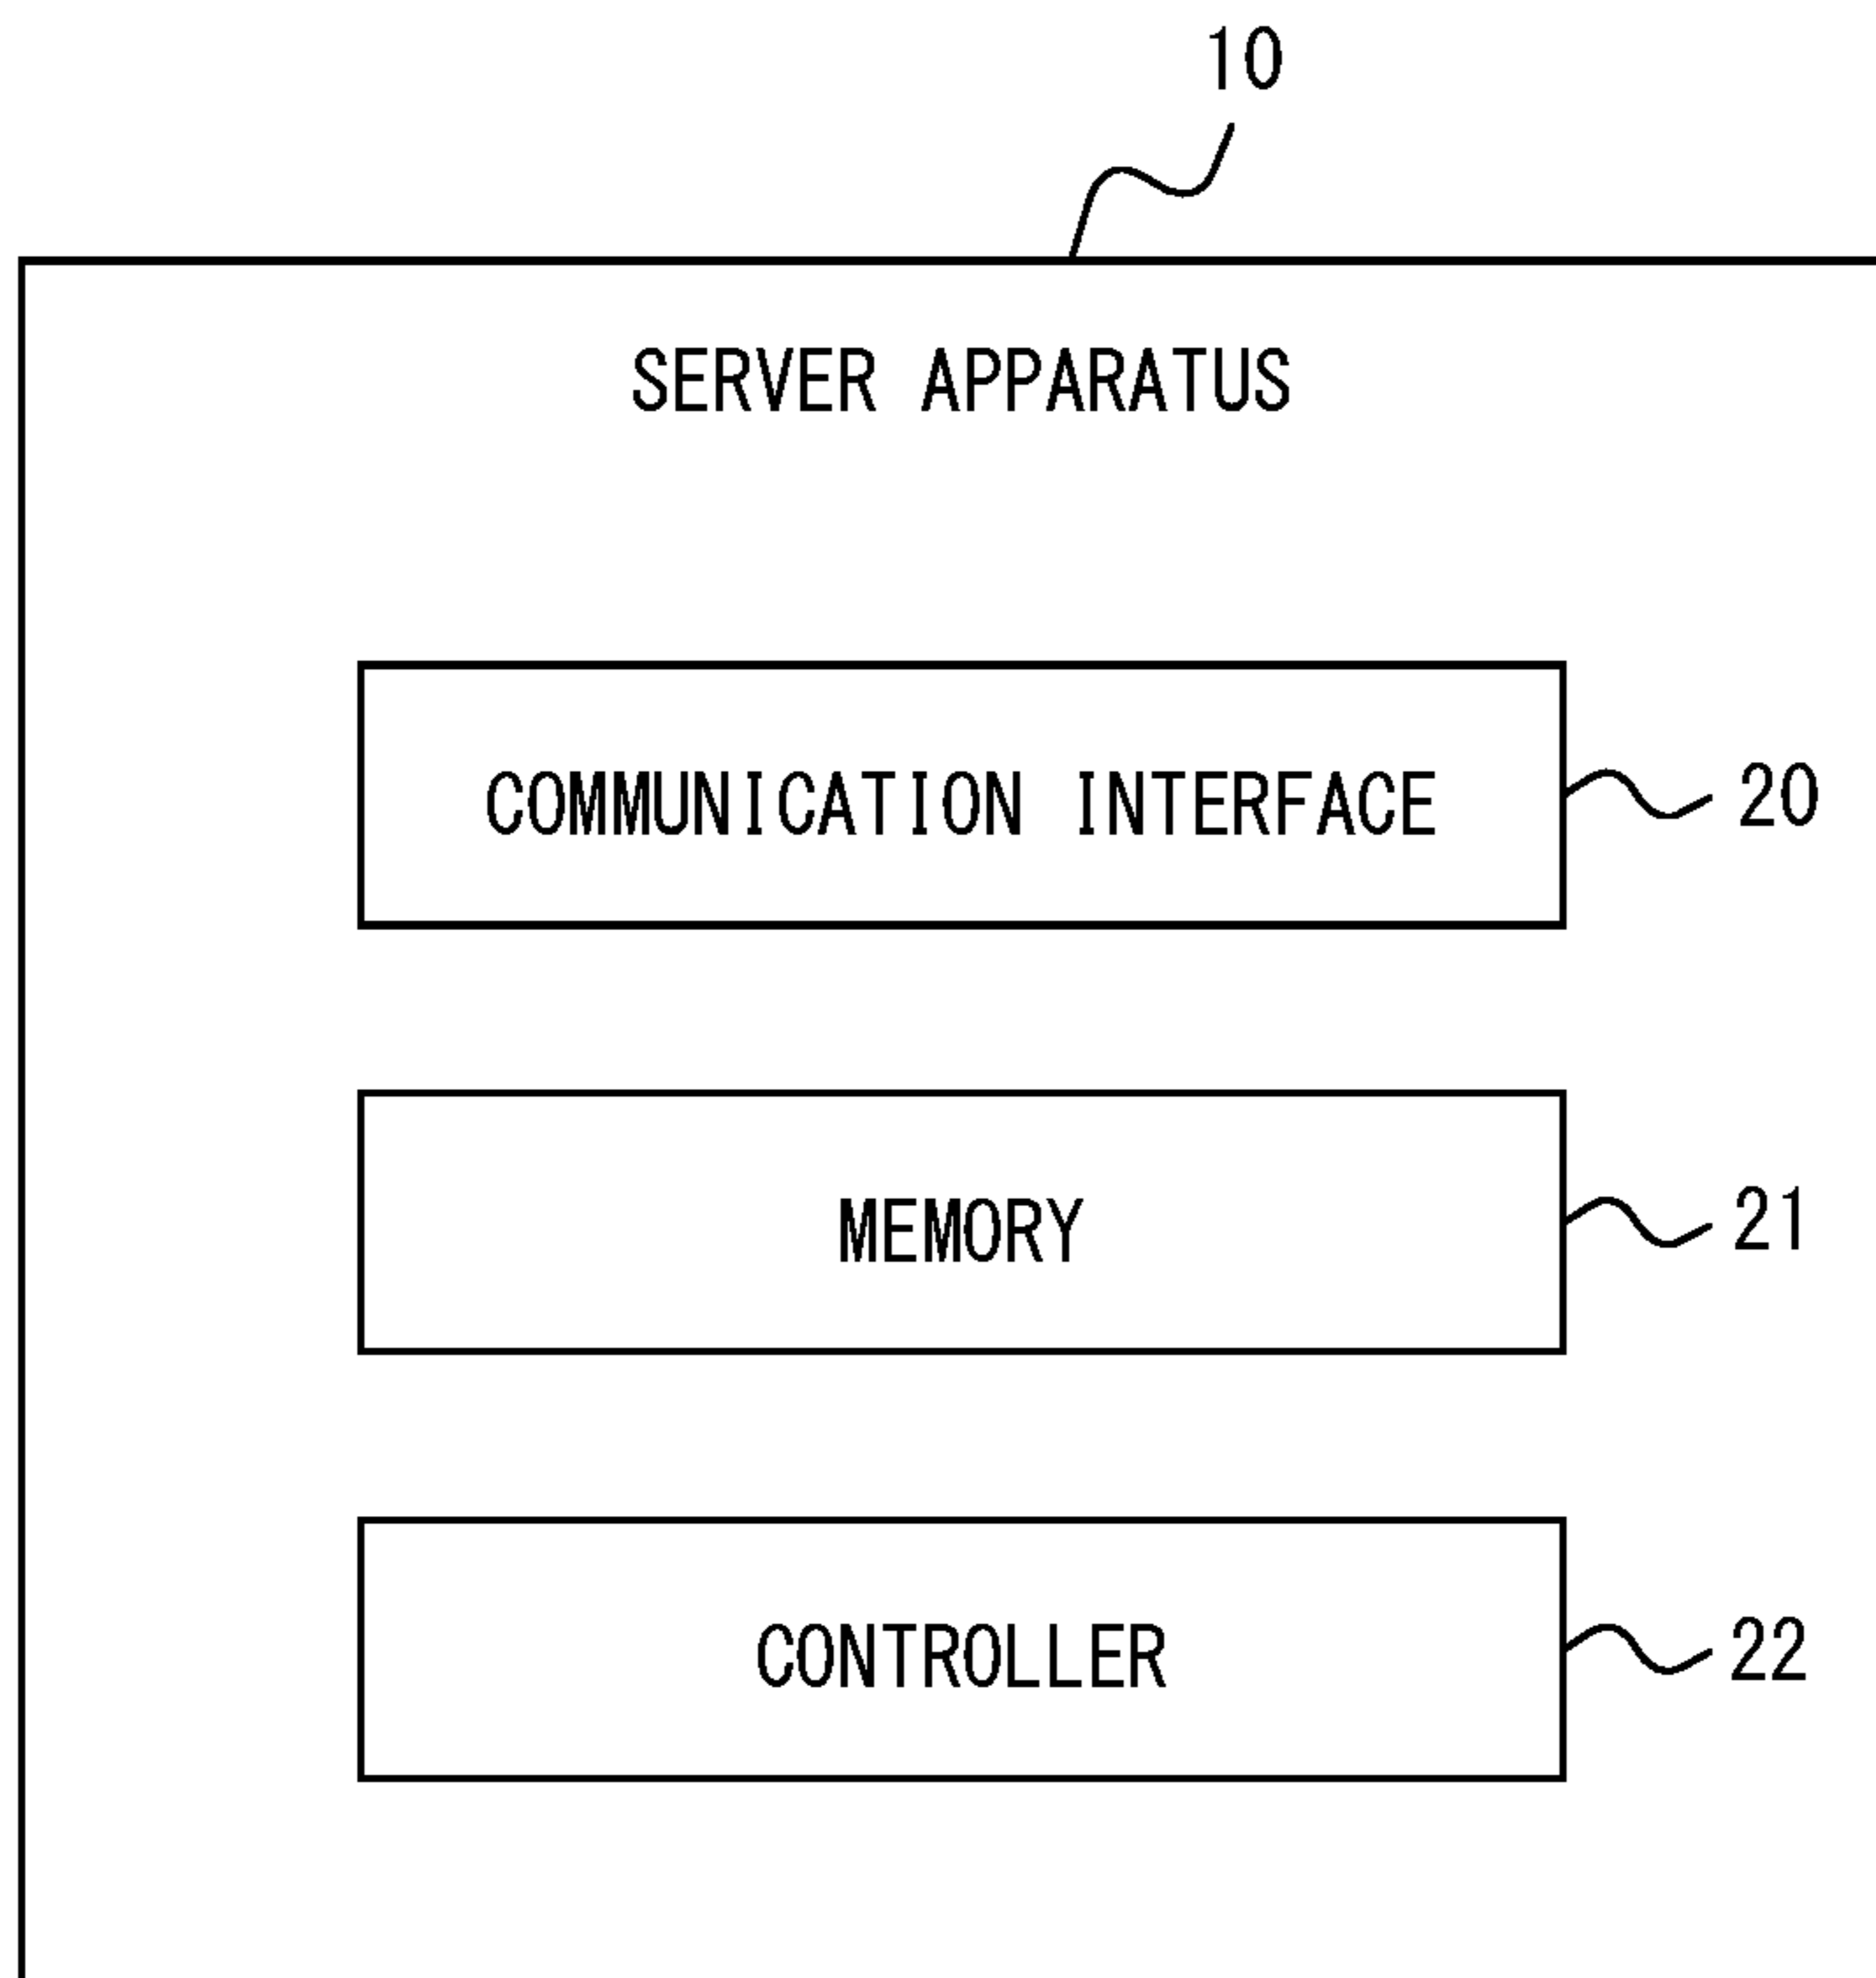 10
SERVER APPARATUS
COMMUNICATION INTERFACE
20
MEMORY
21
CONTROLLER
22